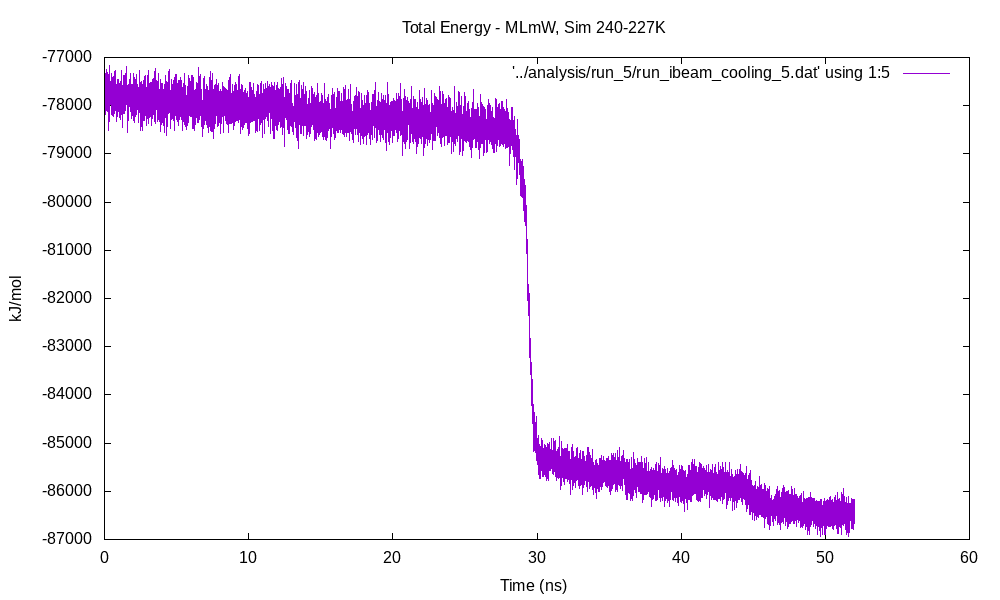 Total Energy - MLmW, Sim 240-227K
'../analysis/run_5/run_ibeam_cooling_5.dat' using 1:5
-77000
-78000
-79000
-80000
-81000
-82000
-83000
-84000
-85000
-86000
-87000
kJ/mol
0 10 20 30 40 50 60
Time (ns)